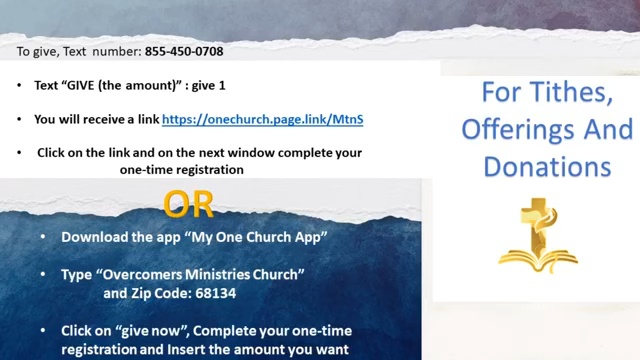 To give, Text number: 855-450-0708
• Text “GIVE (the amount)” : give 1
• You will receive a link https://onechurch.page.link/MtnS
• Click on the link and on the next window complete your
one-time registration
OR
• Download the app “My One Church App”
• Type “Overcomers Ministries Church”
and Zip Code: 68134
• Click on “give now”, Complete your one-time
registration and Insert the amount you want
For Tithes,
Offerings And
Donations